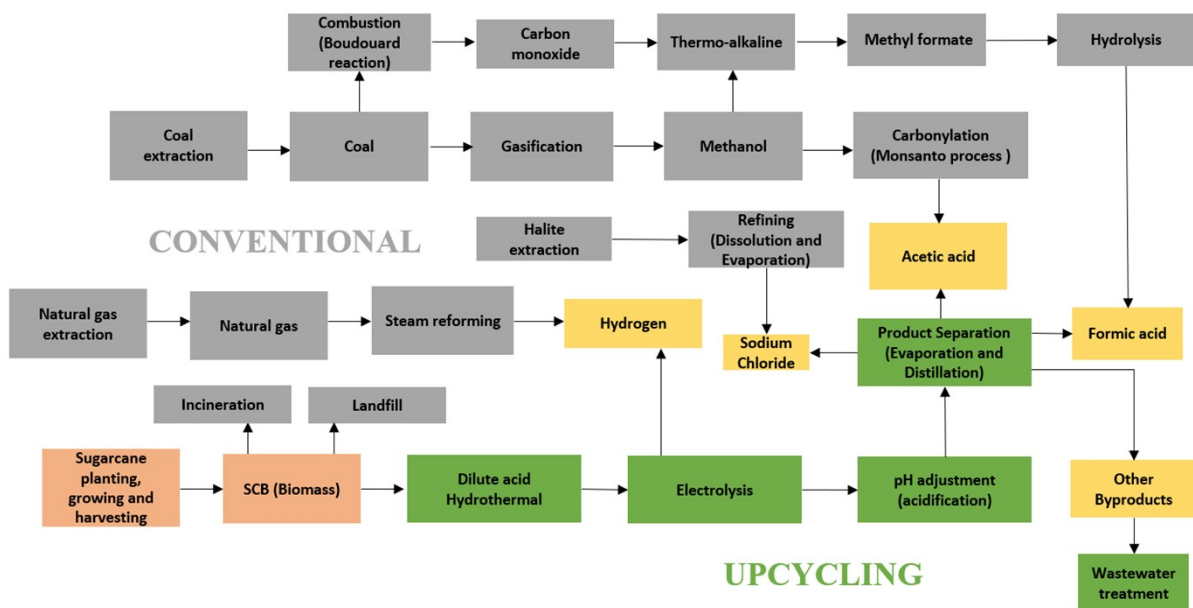 Combustion
(Boudouard
reaction)
Carbon
monoxide
Thermo-alkaline
Methyl formate
Hydrolysis
Coal
extraction
Coal
Gasification
Methanol
Carbonylation
(Monsanto process )
CONVENTIONAL
Halite
extraction
Refining
(Dissolution and
Evaporation)
Acetic acid
Natural gas
extraction
Natural gas
Steam reforming
Hydrogen
Sodium
Chloride
Product Separation
(Evaporation and
Distillation)
Formic acid
Incineration
Landfill
Sugarcane
planting,
growing and
harvesting
SCB (Biomass)
Dilute acid
Hydrothermal
Electrolysis
pH adjustment
(acidification)
Other
Byproducts
UPCYCLING
Wastewater
treatment